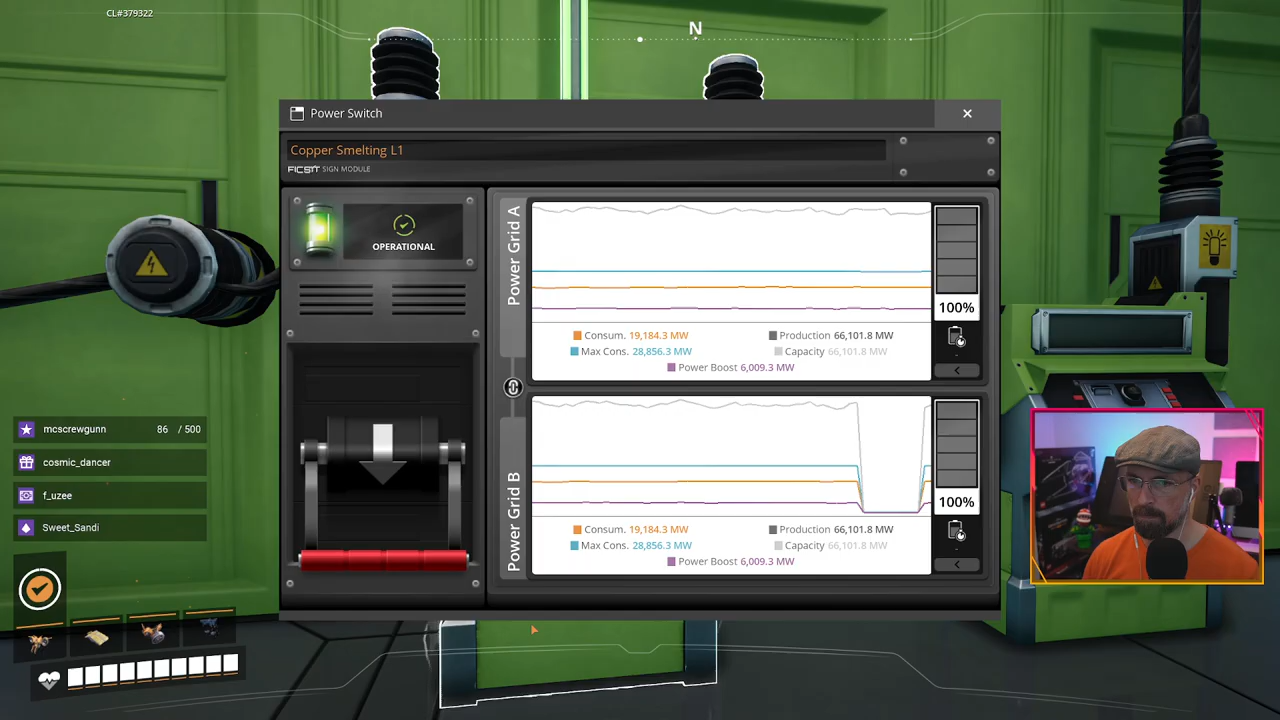 CL#379322
N
Power Switch
Copper Smelting L1
FICSIT SIGN MODULE
OPERATIONAL
Power Grid A
100%
Consum. 19,184.3 MW
Production 66,101.8 MW
Max Cons. 28,856.3 MW
Capacity 66,101.8 MW
-
Power Boost 6,009.3 MW
Power Grid B
100%
Consum. 19,184.3 MW
Production 66,101.8 MW
Max Cons. 28,856.3 MW
Capacity 66,101.8 MW
-
Power Boost 6,009.3 MW
mcscrewgunn 86 / 500
cosmic_dancer
f_uzee
Sweet_Sandi